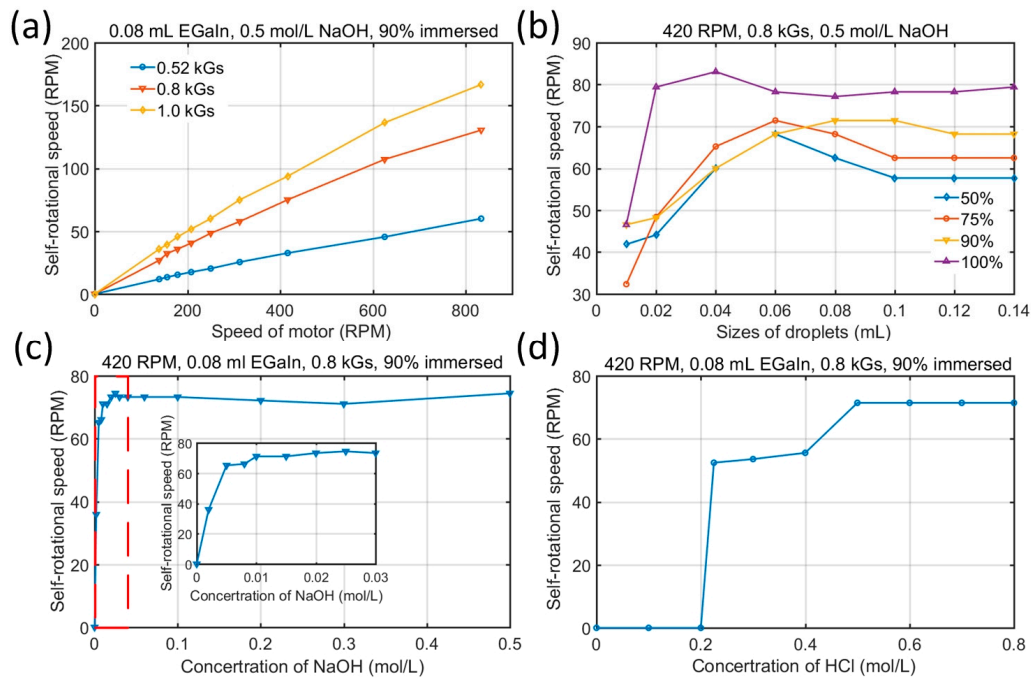 (a)
0.08 mL EGaIn, 0.5 mol/L NaOH, 90% immersed
Self-rotational speed (RPM)
200
150
100
50
0
0.52 kGs
0.8 kGs
1.0 kGs
0 200 400 600 800
Speed of motor (RPM)
(b)
420 RPM, 0.8 kGs, 0.5 mol/L NaOH
Self-rotational speed (RPM)
90
80
70
60
50
40
30
50%
75%
90%
100%
0 0.02 0.04 0.06 0.08 0.1 0.12 0.14
Sizes of droplets (mL)
(c)
420 RPM, 0.08 ml EGaIn, 0.8 kGs, 90% immersed
Self-rotational speed (RPM)
80
60
40
20
0
Self-rotational speed (RPM)
80
60
40
20
0
0 0.01 0.02 0.03
Concertration of NaOH (mol/L)
0 0.1 0.2 0.3 0.4 0.5
Concertration of NaOH (mol/L)
(d)
420 RPM, 0.08 mL EGaIn, 0.8 kGs, 90% immersed
Self-rotational speed (RPM)
80
60
40
20
0
0 0.2 0.4 0.6 0.8
Concertration of HCl (mol/L)